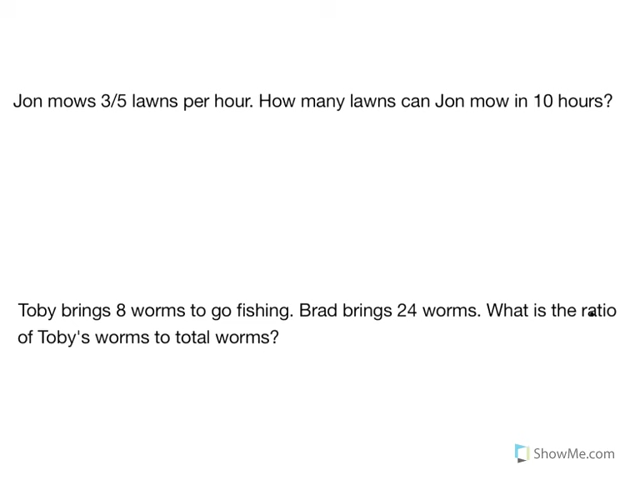 Jon mows 3/5 lawns per hour. How many lawns can Jon mow in 10 hours?
Toby brings 8 worms to go fishing. Brad brings 24 worms. What is the ratio
of Toby's worms to total worms?
ShowMe.com